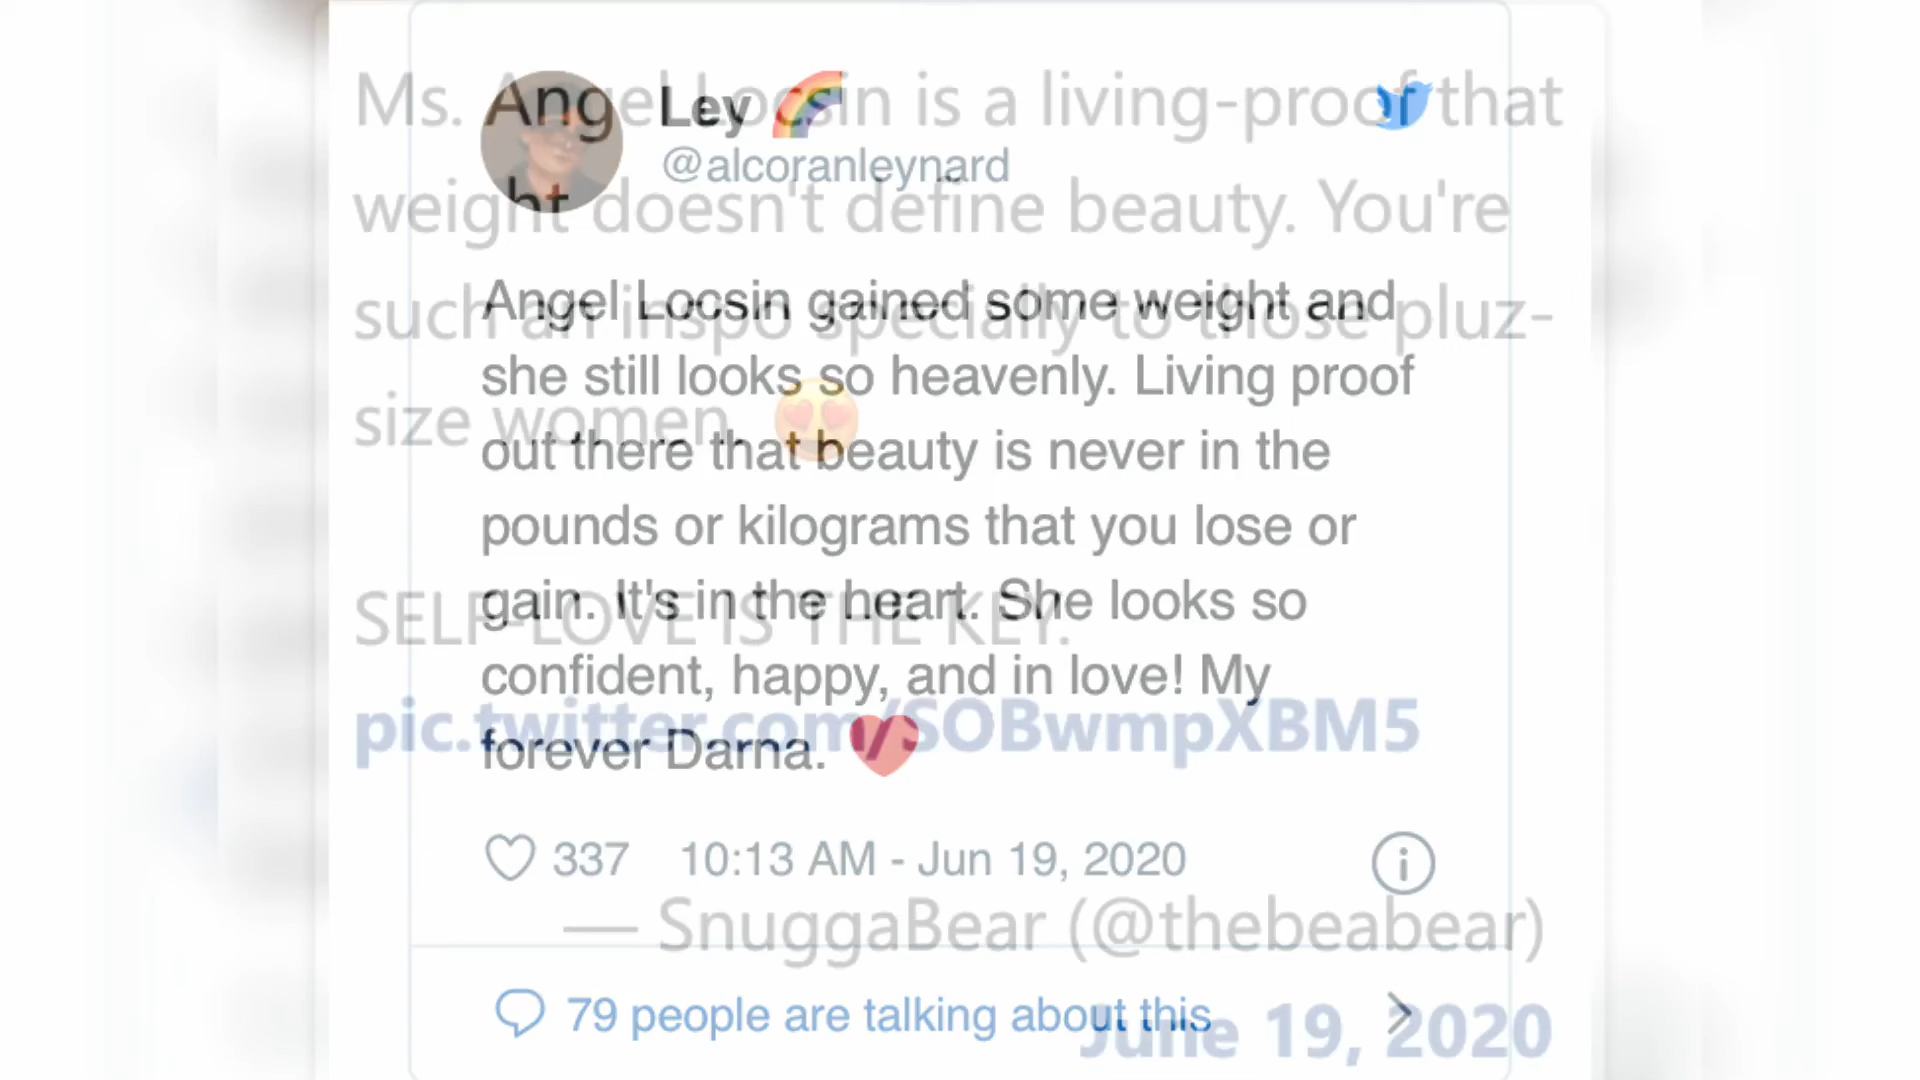 Ley 🌈
@alcoranleynard
Angel Locsin gained some weight and
she still looks so heavenly. Living proof
out there that beauty is never in the
pounds or kilograms that you lose or
gain. It's in the heart. She looks so
confident, happy, and in love! My
forever Darna. ❤️
337 10:13 AM - Jun 19, 2020
79 people are talking about this
Ms. Angel Locsin is a living-proof that
weight doesn't define beauty. You're
such an inspo specially to those pluz-
size women. 😍
SELF-LOVE IS THE KEY.
pic.twitter.com/SOBwmpXBM5
— SnuggaBear (@thebeabear)
June 19, 2020